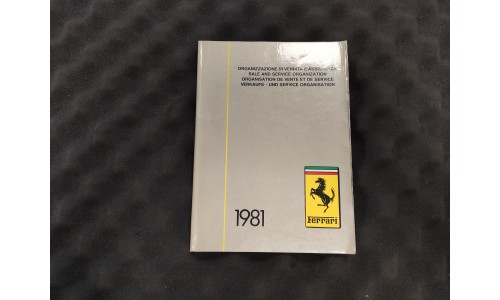 ORGANIZZAZIONE DI VENDITA E ASSISTENZA
SALE AND SERVICE ORGANIZATION
ORGANISATION DE VENTE ET DE SERVICE
VERKAUFS - UND SERVICE ORGANISATION
1981
Ferrari